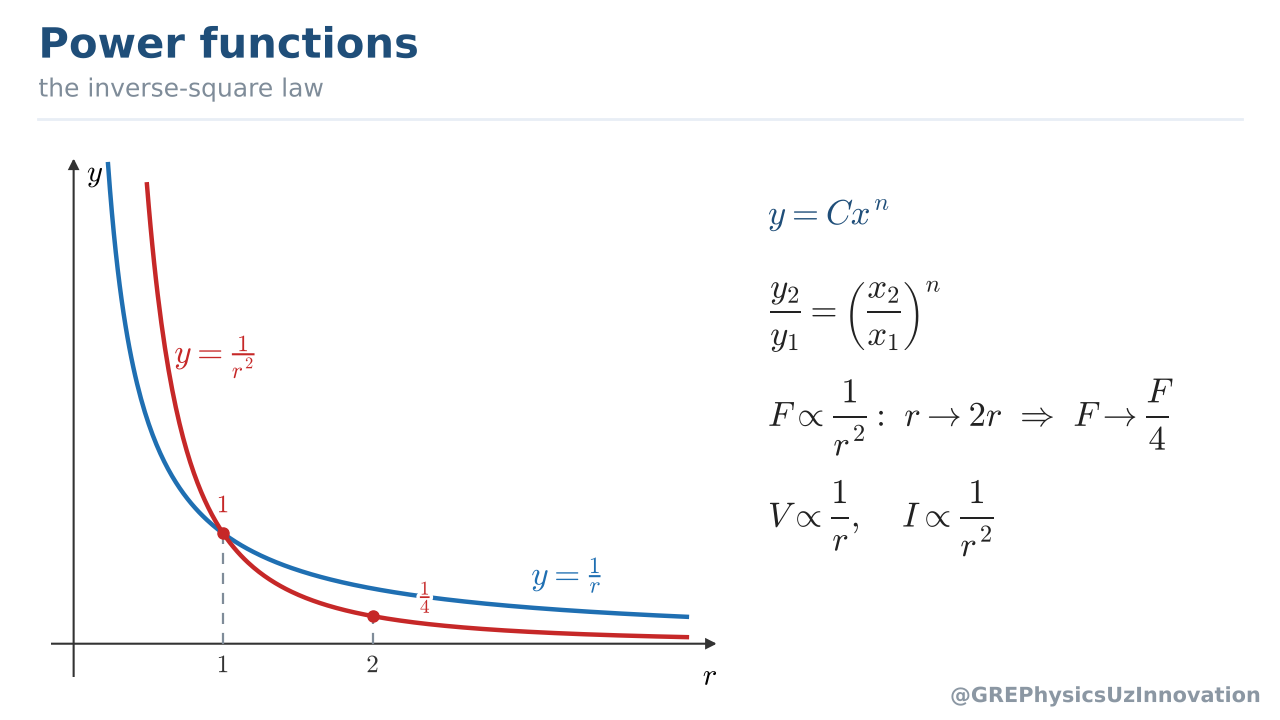 Power functions
the inverse-square law
y
y = 1/r²
1
1/4
y = 1/r
1 2
r
y = Cxⁿ
y₂/y₁ = (x₂/x₁)ⁿ
F ∝ 1/r² : r → 2r ⇒ F → F/4
V ∝ 1/r, I ∝ 1/r²
@GREPhysicsUzInnovation